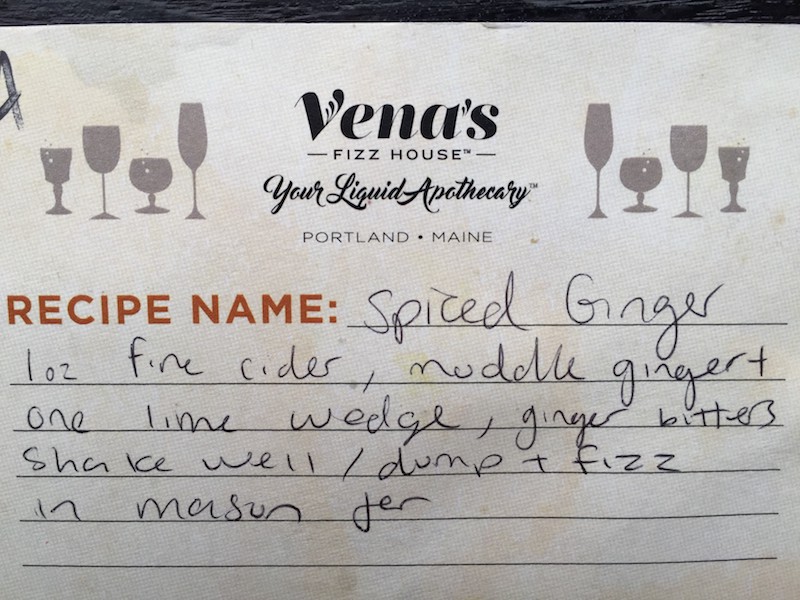 Vena's
FIZZ HOUSE™
Your Liquid Apothecary™
PORTLAND • MAINE
RECIPE NAME: Spiced Ginger
1oz fire cider, muddle ginger +
one lime wedge, ginger bitters
shake well / dump + fizz
in mason jer